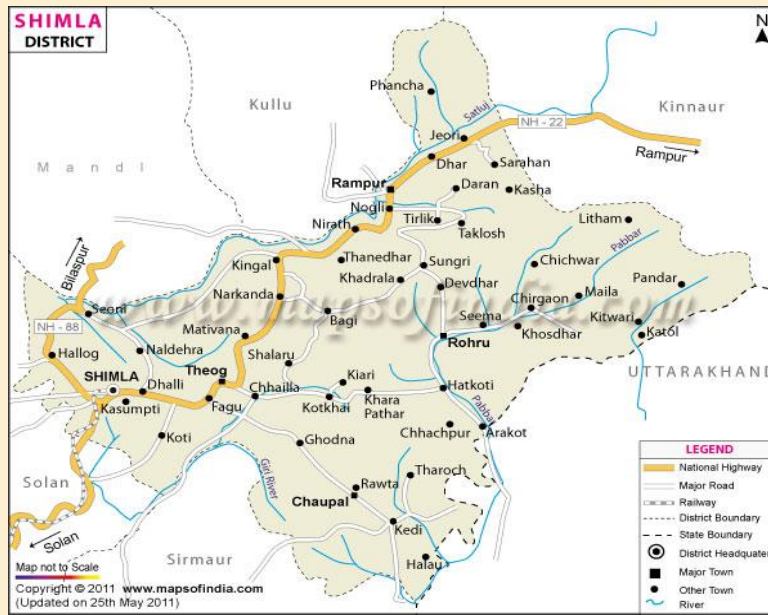 SHIMLA
DISTRICT
N
Phancha
Kullu
Satluj
Kinnaur
NH - 22
Jeori
Rampur
Mandi
Dhar
Sarahan
Rampur
Daran
Kasha
Nogli
Tirlik
Litham
Nirath
Taklosh
Pabbar
Bilaspur
Kingal
Thanedhar
Sungri
Chichwar
Khadrala
Devdhar
Pandar
Narkanda
Maila
www.mapsofindia.com
Seoni
Chirgaon
Bagi
Seema
Kitwari
NH - 88
Mativana
Khosdhar
Katol
Naldehra
Rohru
Hallog
Shalaru
UTTARAKHAND
Theog
Kiari
SHIMLA
Dhalli
Chhailla
Hatkoti
Kasumpti
Fagu
Kotkhai
Khara
Pathar
Pabbar
Chhachpur
Arakot
Koti
Ghodna
LEGEND
National Highway
Major Road
Railway
District Boundary
State Boundary
District Headquater
Major Town
Other Town
River
Solan
Giri River
Tharoch
Rawta
Chaupal
Kedi
Solan
Sirmaur
Halau
Map not to Scale
Copyright © 2011 www.mapsofindia.com
(Updated on 25th May 2011)